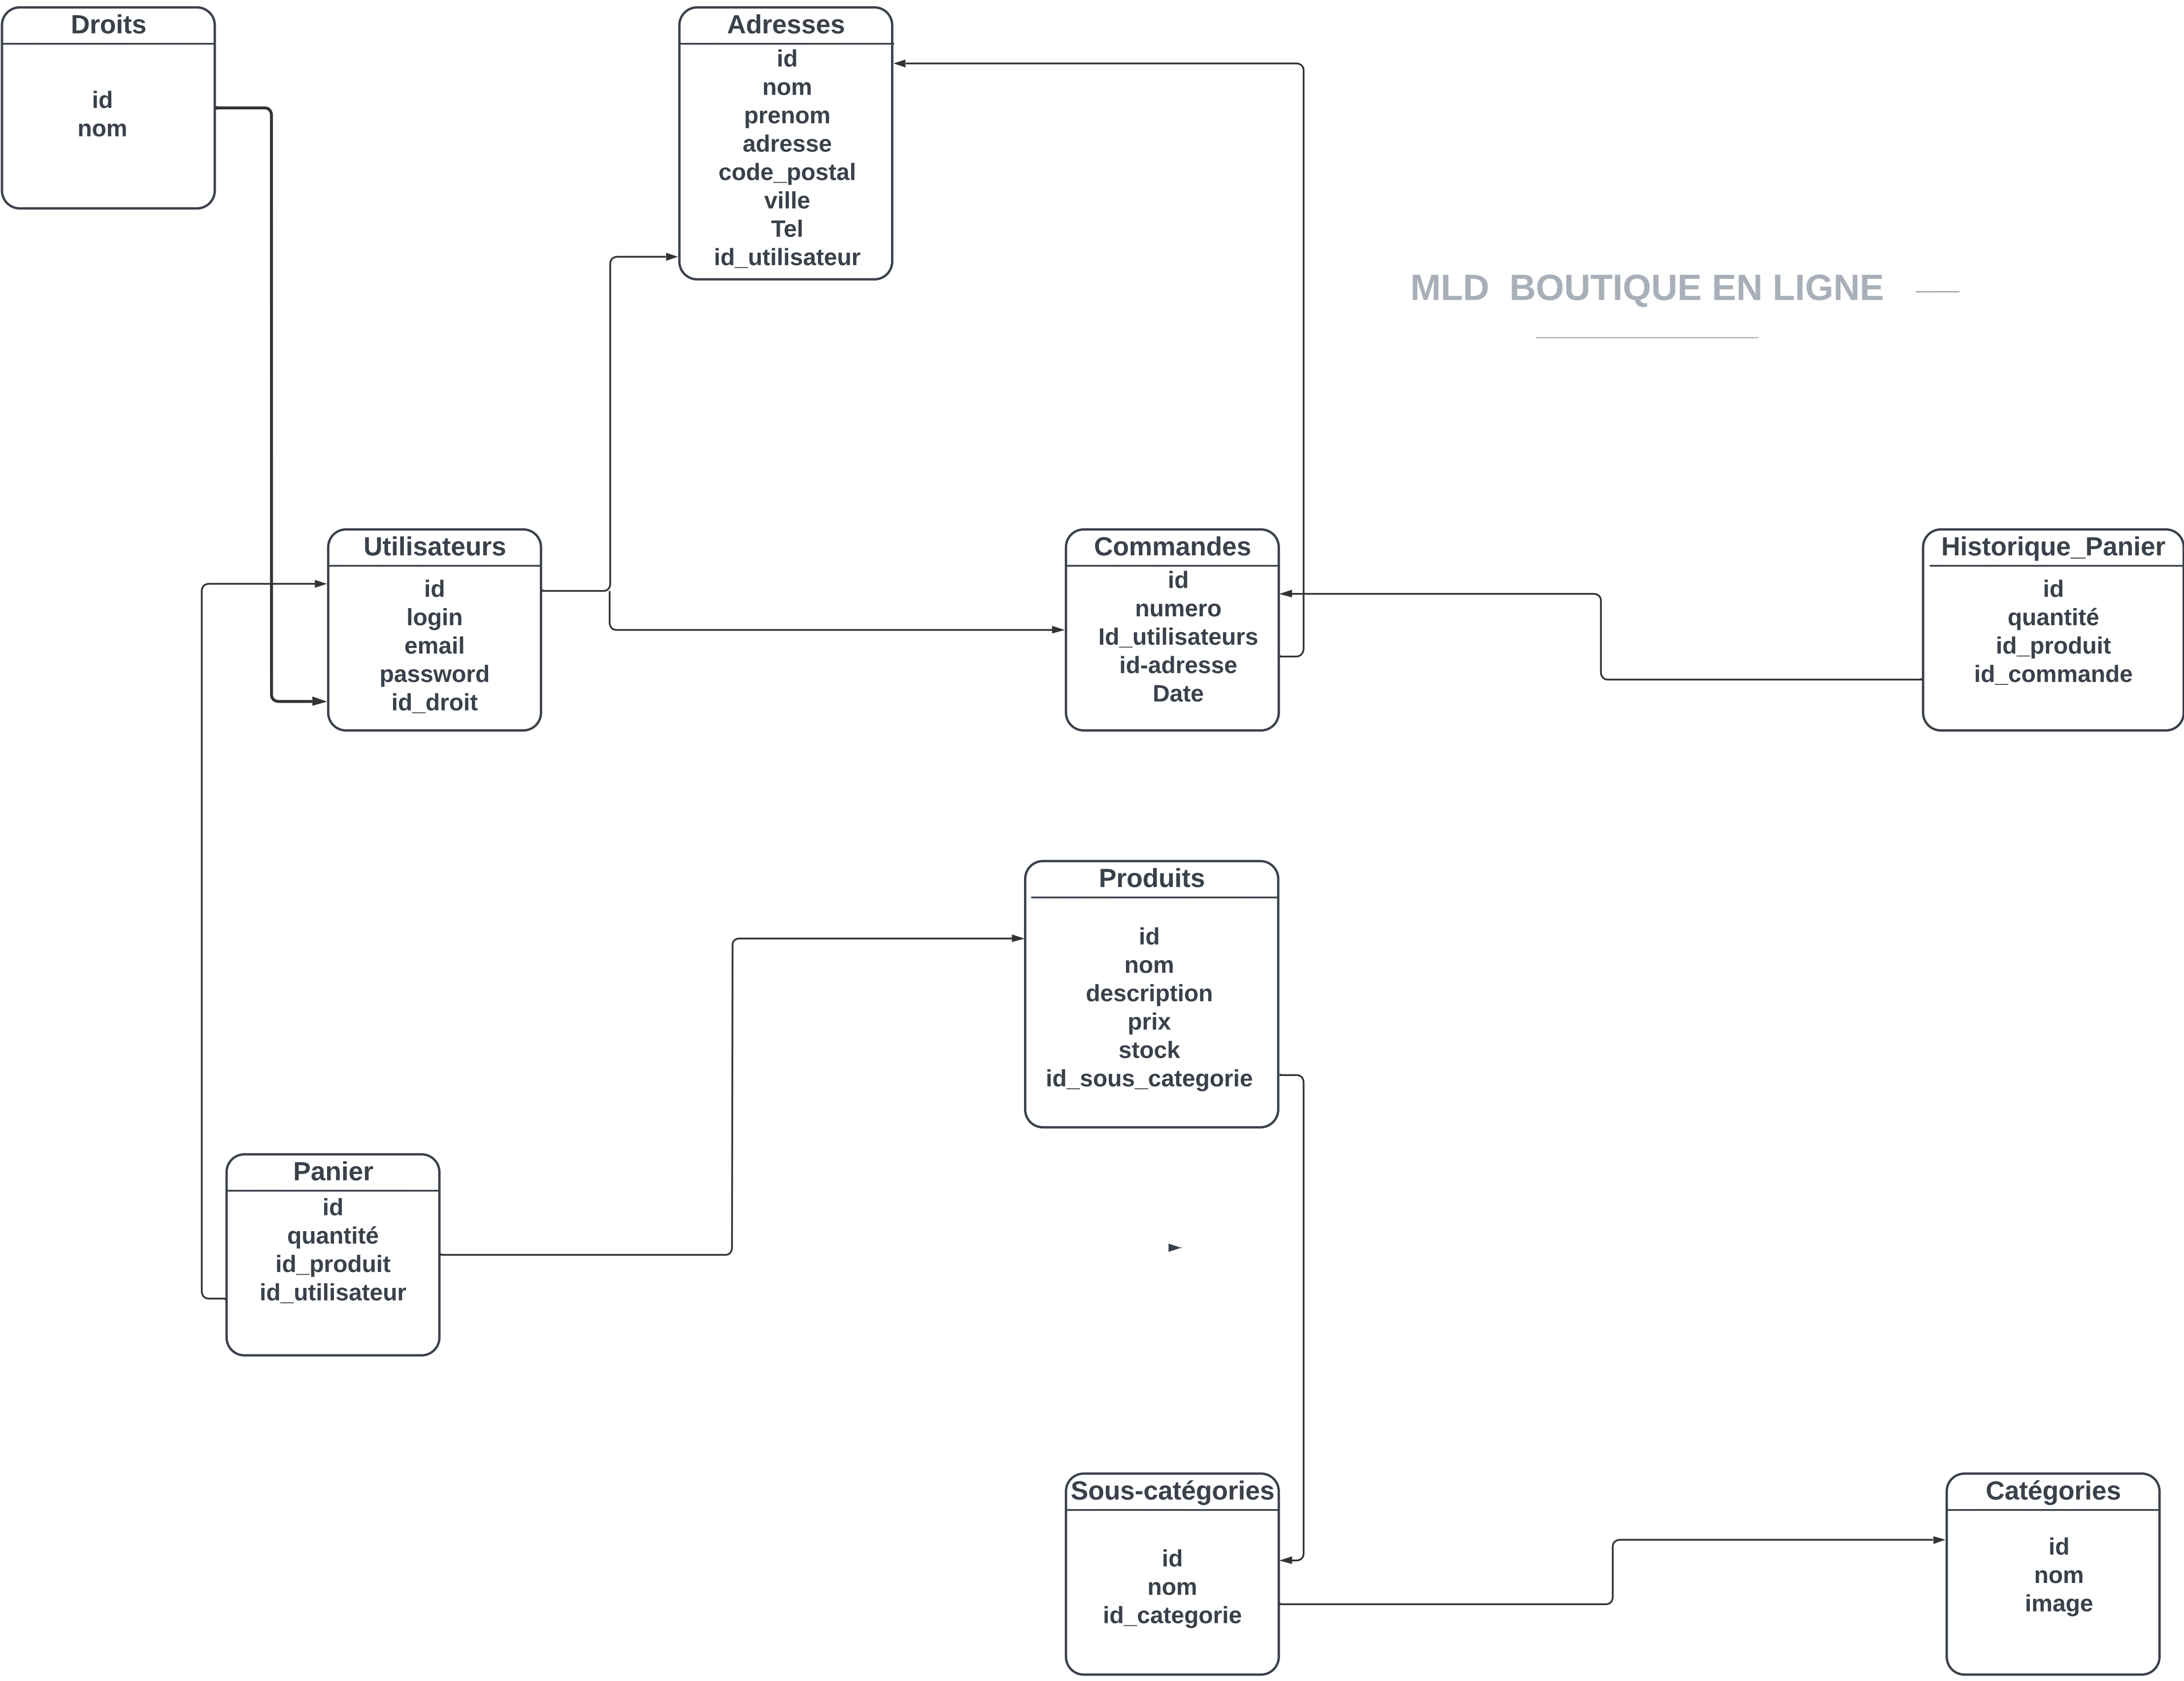 Droits
id
nom
Adresses
id
nom
prenom
adresse
code_postal
ville
Tel
id_utilisateur
MLD  BOUTIQUE EN LIGNE
Utilisateurs
id
login
email
password
id_droit
Commandes
id
numero
Id_utilisateurs
id-adresse
Date
Historique_Panier
id
quantité
id_produit
id_commande
Produits
id
nom
description
prix
stock
id_sous_categorie
Panier
id
quantité
id_produit
id_utilisateur
Sous-catégories
id
nom
id_categorie
Catégories
id
nom
image